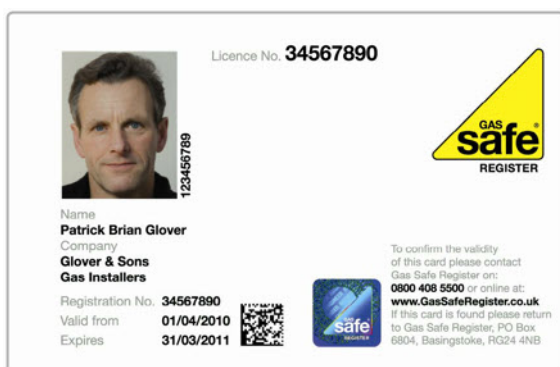 Licence No. 34567890
123456789
GAS
safe®
REGISTER
Name
Patrick Brian Glover
Company
Glover & Sons
Gas Installers
Registration No. 34567890
Valid from 01/04/2010
Expires 31/03/2011
GAS
safe
REGISTER
To confirm the validity
of this card please contact
Gas Safe Register on:
0800 408 5500 or online at:
www.GasSafeRegister.co.uk
If this card is found please return
to Gas Safe Register, PO Box
6804, Basingstoke, RG24 4NB